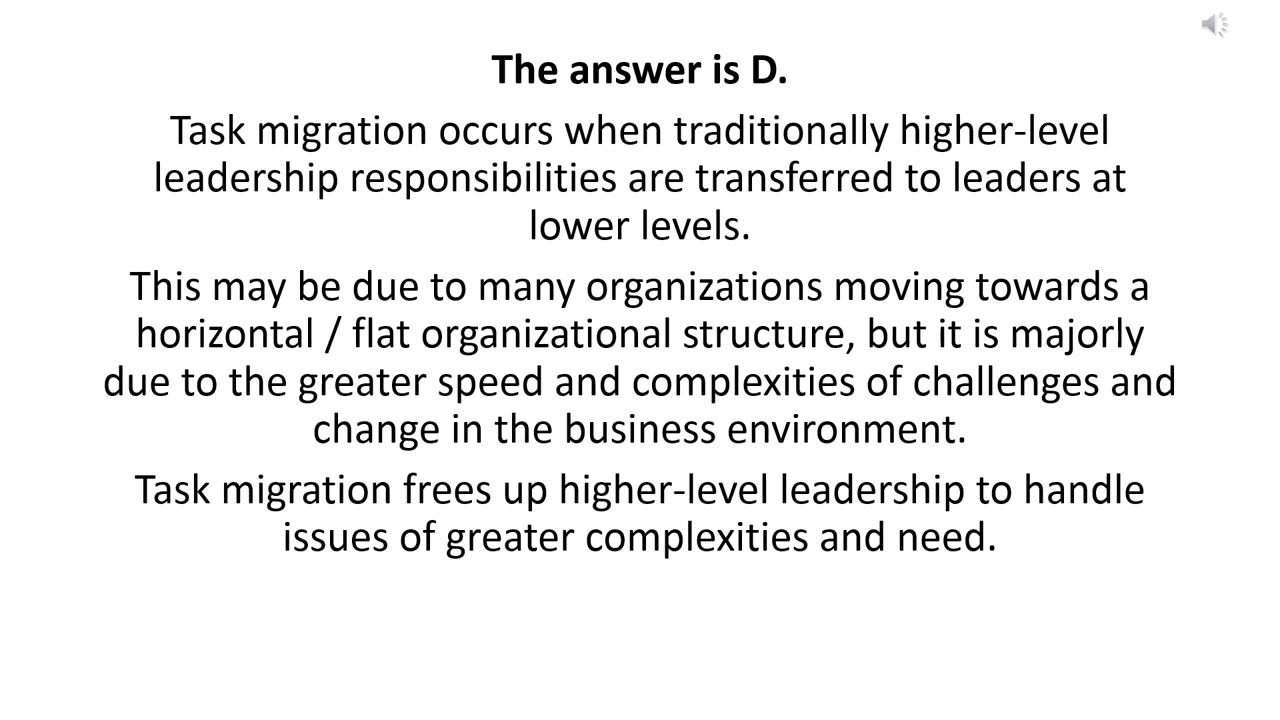 The answer is D.
Task migration occurs when traditionally higher-level
leadership responsibilities are transferred to leaders at
lower levels.
This may be due to many organizations moving towards a
horizontal / flat organizational structure, but it is majorly
due to the greater speed and complexities of challenges and
change in the business environment.
Task migration frees up higher-level leadership to handle
issues of greater complexities and need.